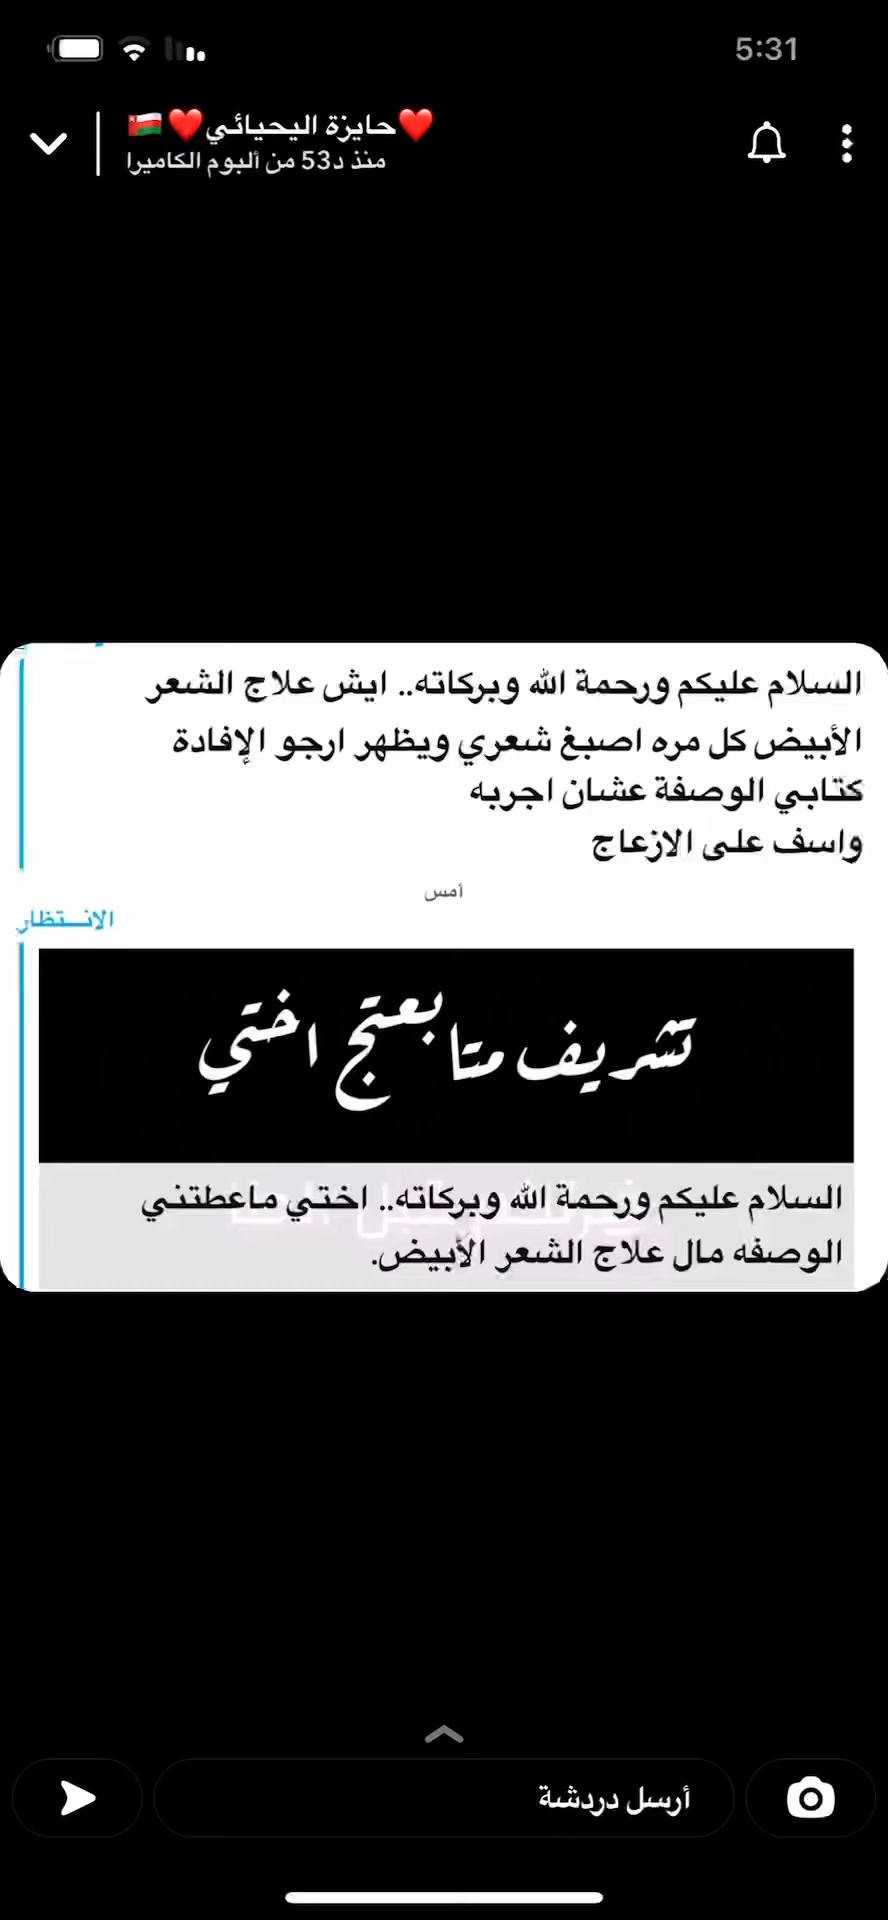 5:31
❤️حايزة اليحيائي❤️🇴🇲
منذ 53د من ألبوم الكاميرا
السلام عليكم ورحمة الله وبركاته.. ايش علاج الشعر
الأبيض كل مره اصبغ شعري ويظهر ارجو الإفادة
كتابي الوصفة عشان اجربه
واسف على الازعاج
أمس
الانتظار
تشريف متابعتج اختي
السلام عليكم ورحمة الله وبركاته.. اختي ماعطتني
الوصفه مال علاج الشعر الأبيض.
أرسل دردشة